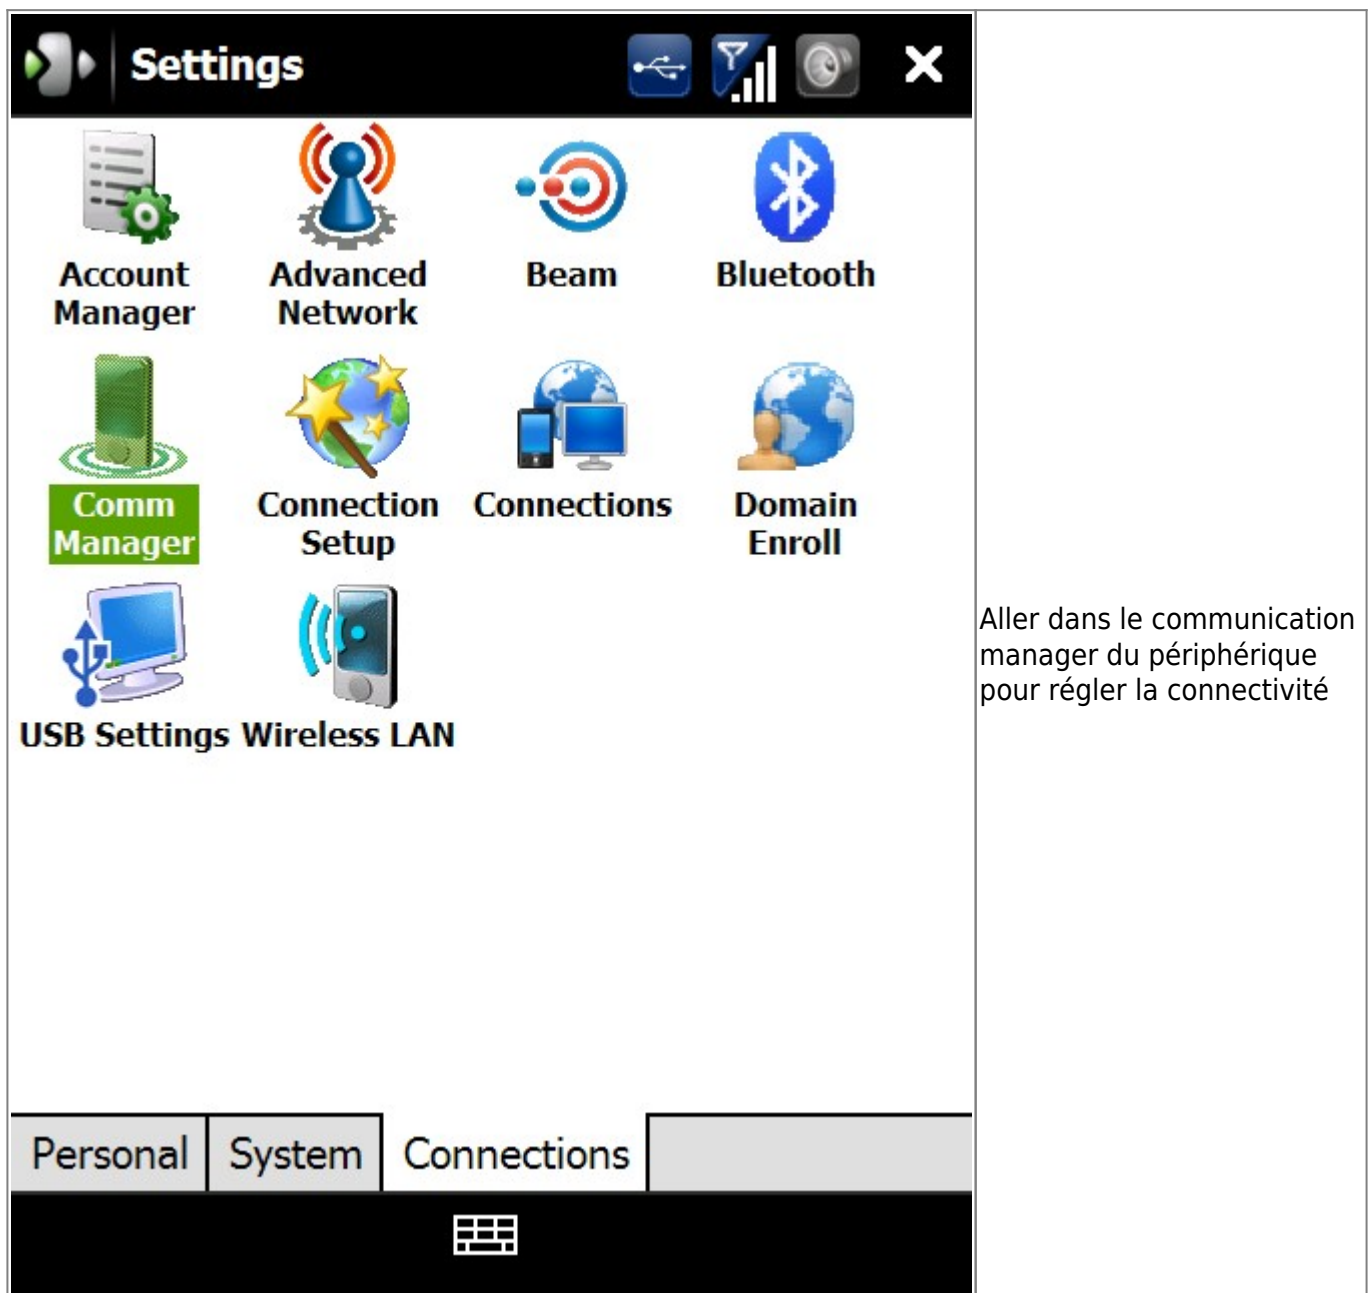 Settings
Account
Manager
Advanced
Network
Beam
Bluetooth
Comm
Manager
Connection
Setup
Connections
Domain
Enroll
USB Settings
Wireless LAN
Personal
System
Connections
Aller dans le communication
manager du périphérique
pour régler la connectivité